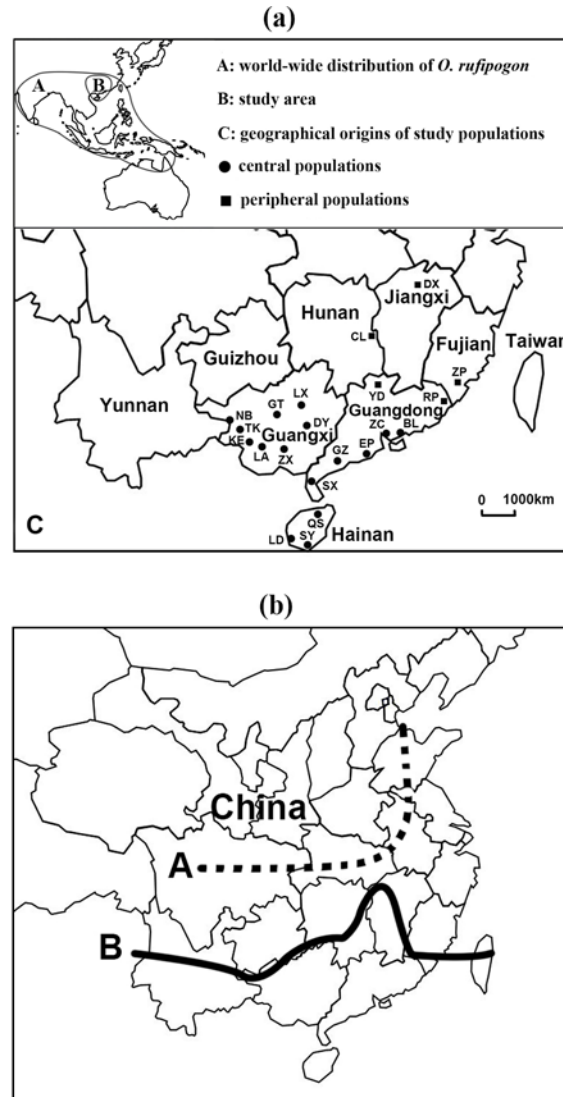 (a)
A
B
A: world-wide distribution of O. rufipogon
B: study area
C: geographical origins of study populations
central populations
peripheral populations
DX
Jiangxi
Hunan
CL
Fujian
Taiwan
Guizhou
ZP
YD
RP
Yunnan
LX
GT
Guangdong
NB
DY
ZC
BL
TK
Guangxi
KE
LA
ZX
GZ
EP
SX
0 1000km
QS
C
LD
SY
Hainan
(b)
China
A
B